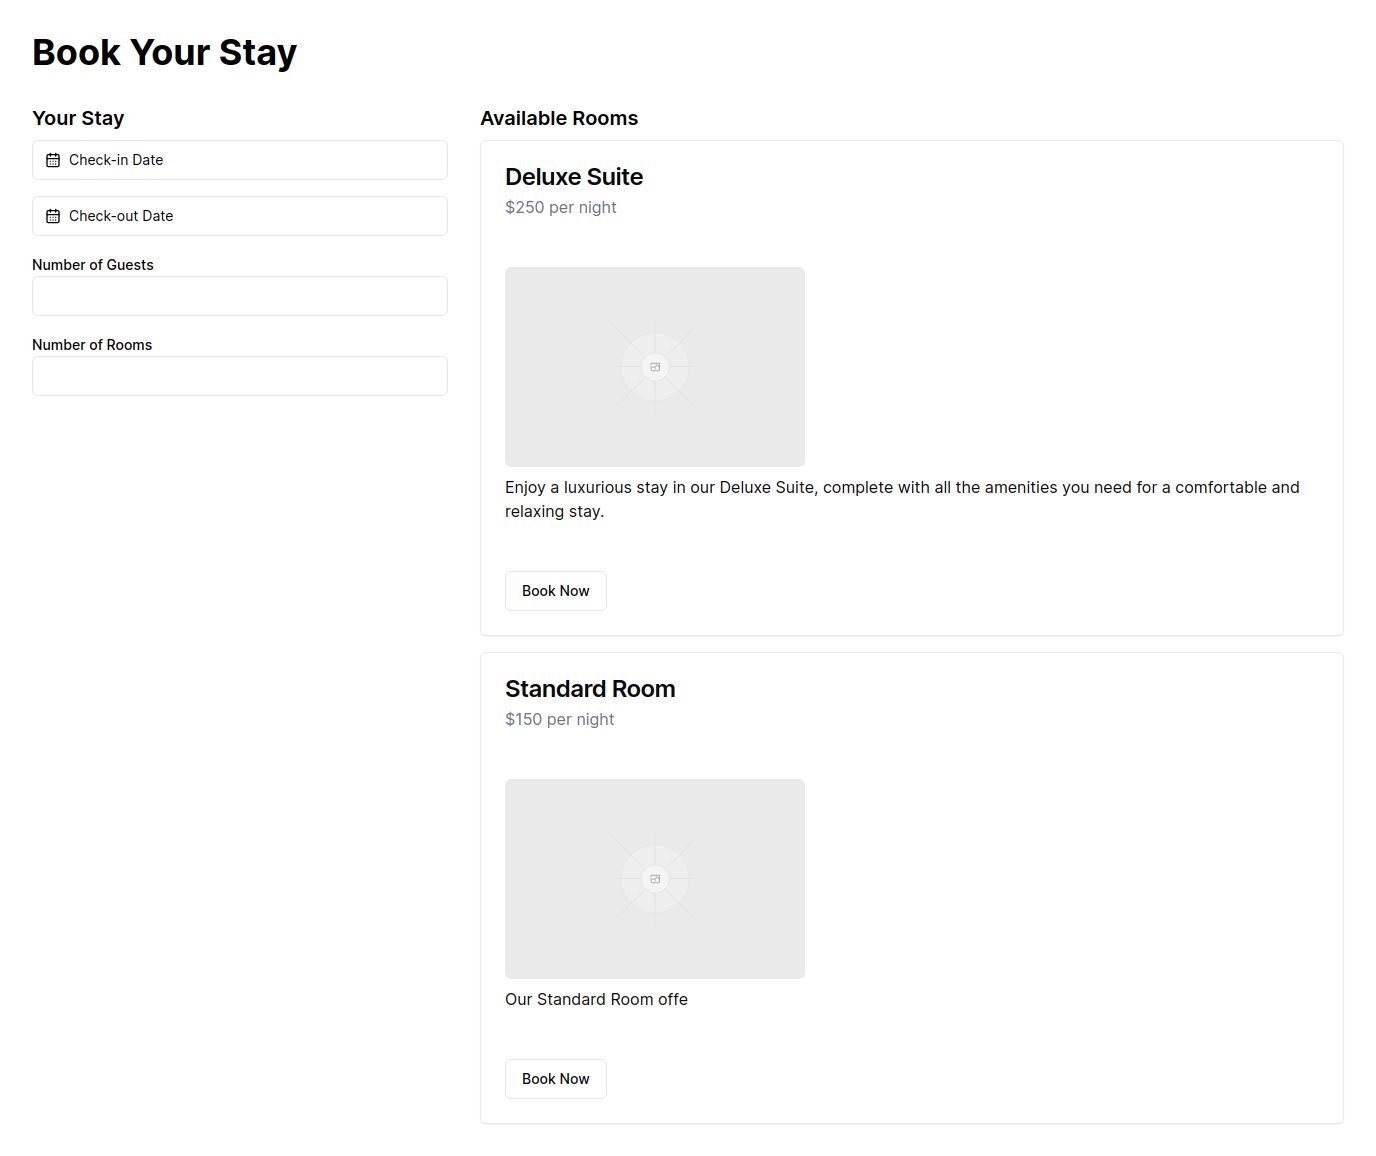 Book Your Stay
Your Stay
Check-in Date
Check-out Date
Number of Guests
Number of Rooms
Available Rooms
Deluxe Suite
$250 per night
Enjoy a luxurious stay in our Deluxe Suite, complete with all the amenities you need for a comfortable and
relaxing stay.
Book Now
Standard Room
$150 per night
Our Standard Room offe
Book Now